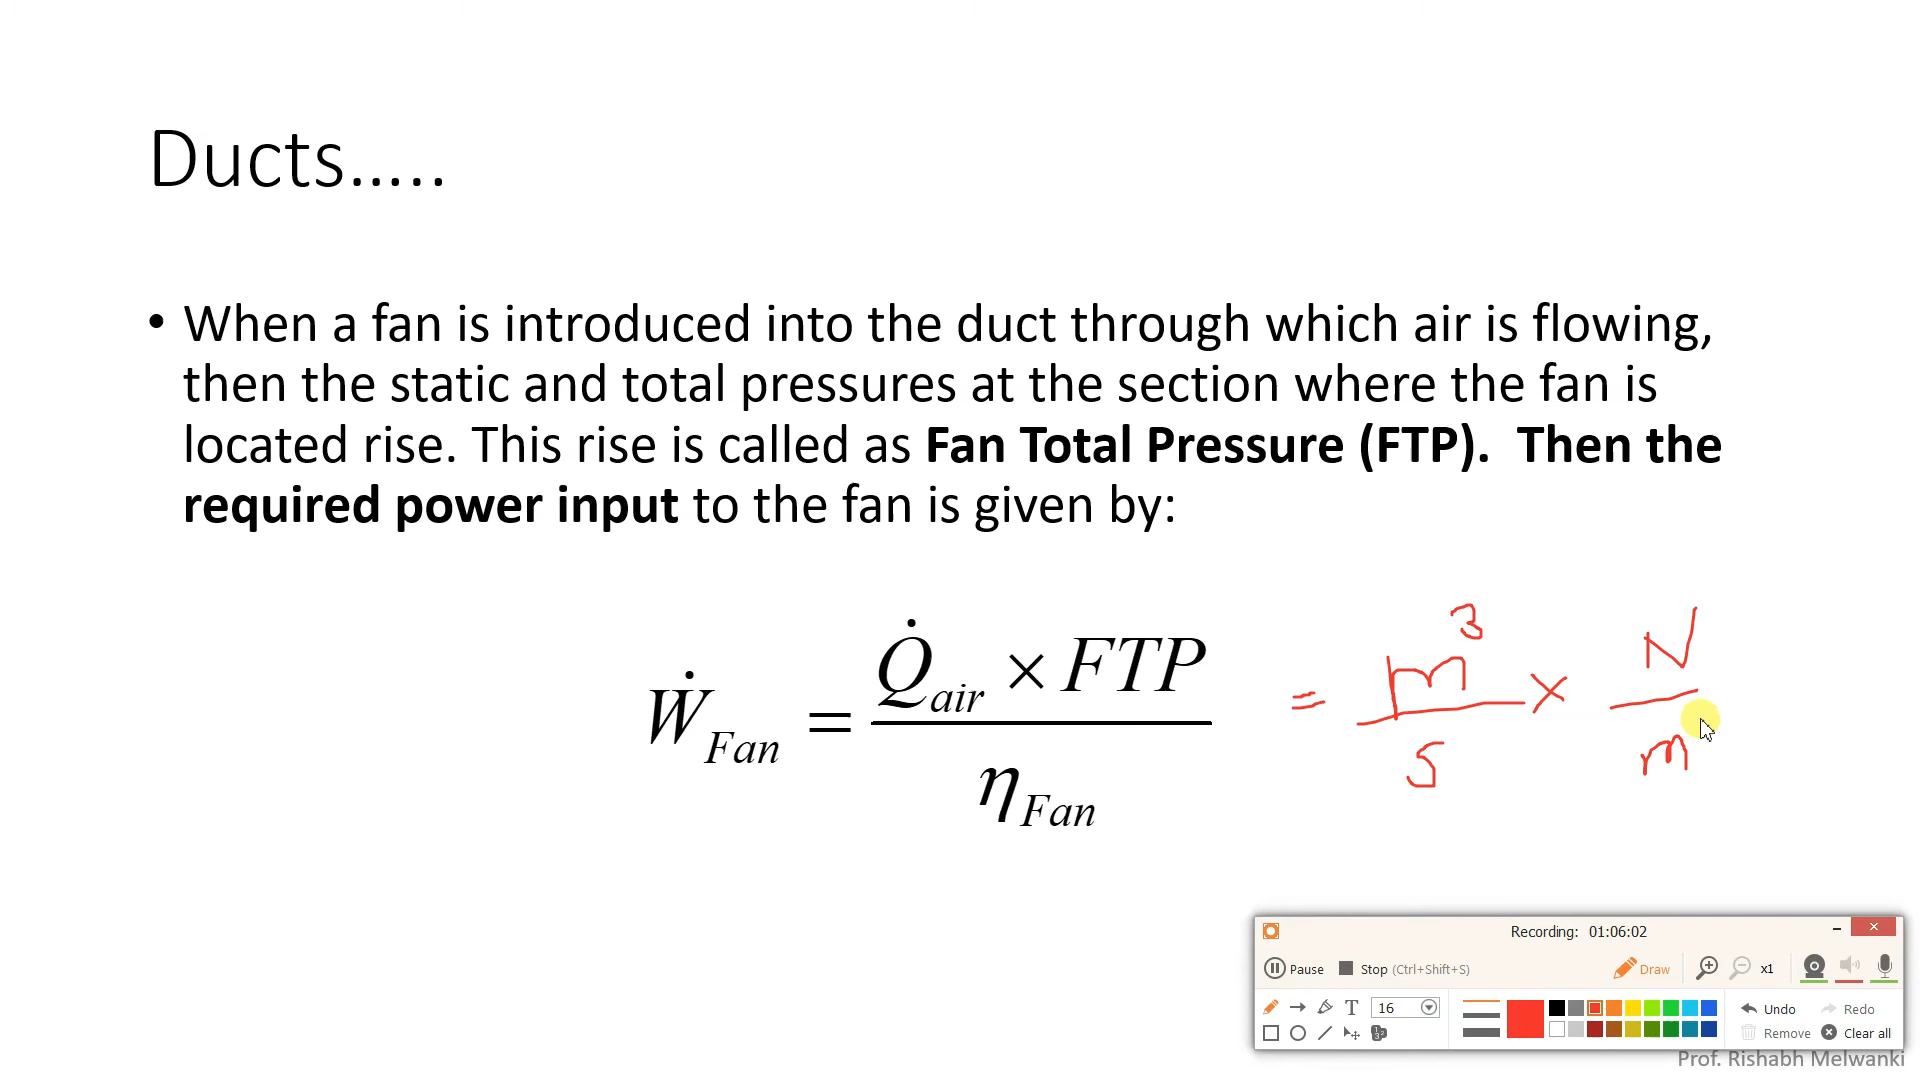 Ducts…..
• When a fan is introduced into the duct through which air is flowing,
then the static and total pressures at the section where the fan is
located rise. This rise is called as Fan Total Pressure (FTP).  Then the
required power input to the fan is given by:
Ẇ_Fan = (Q̇_air × FTP) / η_Fan = m³/s × N/m
Recording: 01:06:02
Pause Stop (Ctrl+Shift+S) Draw x1
T 16 Undo Redo
Remove Clear all
Prof. Rishabh Melwanki